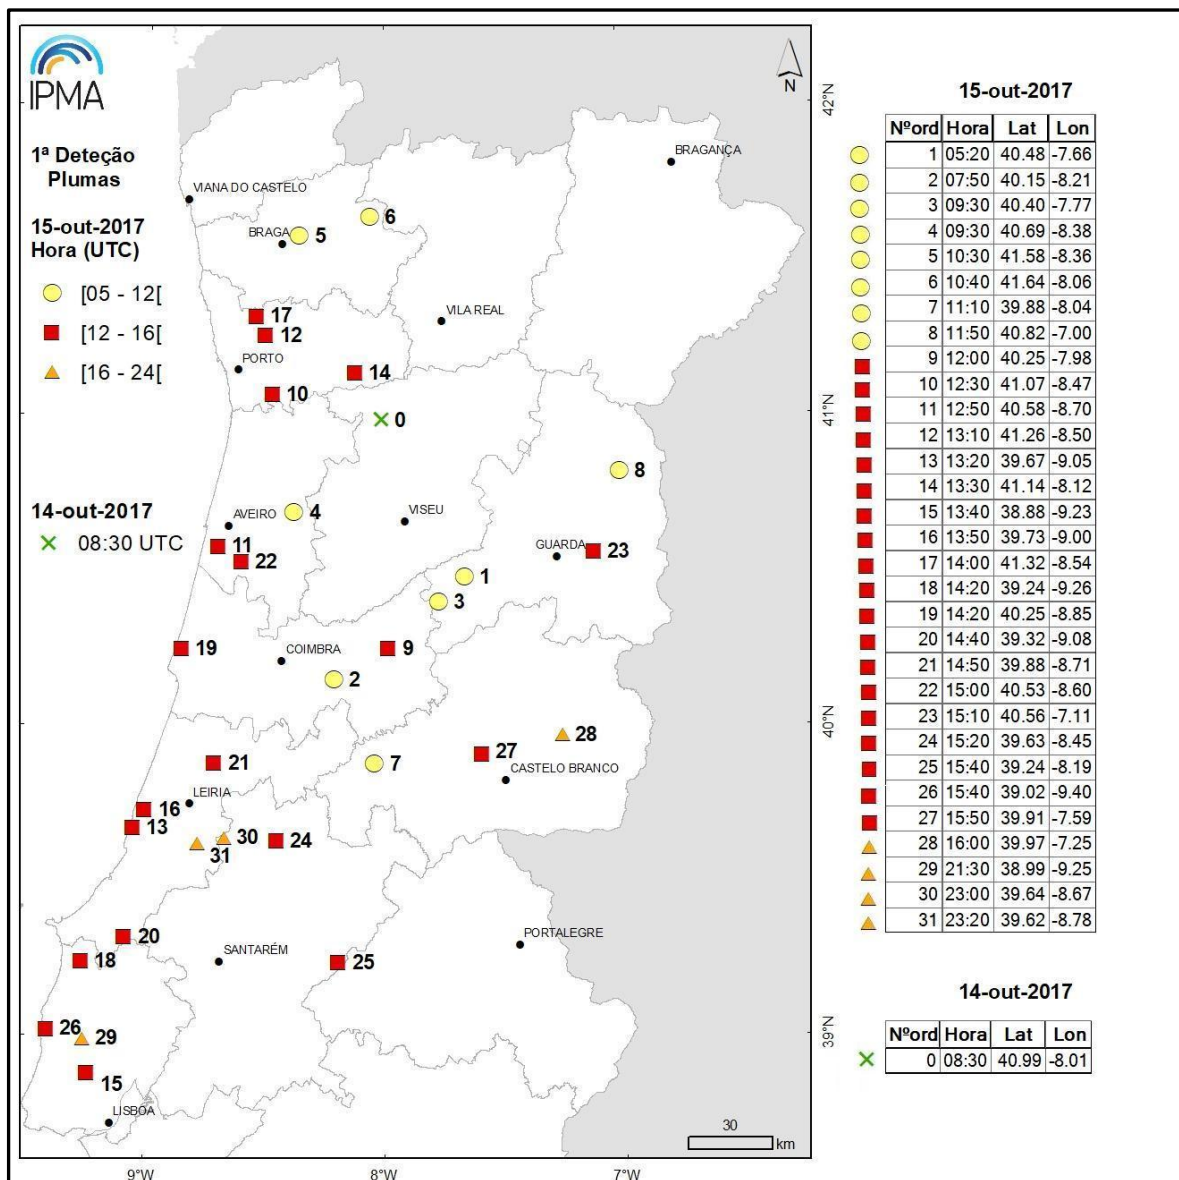 IPMA
1ª Deteção
Plumas
15-out-2017
Hora (UTC)
[05 - 12[
[12 - 16[
[16 - 24[
14-out-2017
08:30 UTC
N
42°N
41°N
40°N
39°N
9°W
8°W
7°W
30
km
BRAGANÇA
VIANA DO CASTELO
6
BRAGA
5
17
VILA REAL
12
PORTO
14
10
0
8
4
AVEIRO
VISEU
11
22
GUARDA
23
1
3
19
COIMBRA
9
2
28
27
21
7
CASTELO BRANCO
LEIRIA
16
13
30
24
31
20
PORTALEGRE
18
SANTARÉM
25
26
29
15
LISBOA
15-out-2017
Nºord Hora Lat Lon
1 05:20 40.48 -7.66
2 07:50 40.15 -8.21
3 09:30 40.40 -7.77
4 09:30 40.69 -8.38
5 10:30 41.58 -8.36
6 10:40 41.64 -8.06
7 11:10 39.88 -8.04
8 11:50 40.82 -7.00
9 12:00 40.25 -7.98
10 12:30 41.07 -8.47
11 12:50 40.58 -8.70
12 13:10 41.26 -8.50
13 13:20 39.67 -9.05
14 13:30 41.14 -8.12
15 13:40 38.88 -9.23
16 13:50 39.73 -9.00
17 14:00 41.32 -8.54
18 14:20 39.24 -9.26
19 14:20 40.25 -8.85
20 14:40 39.32 -9.08
21 14:50 39.88 -8.71
22 15:00 40.53 -8.60
23 15:10 40.56 -7.11
24 15:20 39.63 -8.45
25 15:40 39.24 -8.19
26 15:40 39.02 -9.40
27 15:50 39.91 -7.59
28 16:00 39.97 -7.25
29 21:30 38.99 -9.25
30 23:00 39.64 -8.67
31 23:20 39.62 -8.78
14-out-2017
Nºord Hora Lat Lon
0 08:30 40.99 -8.01